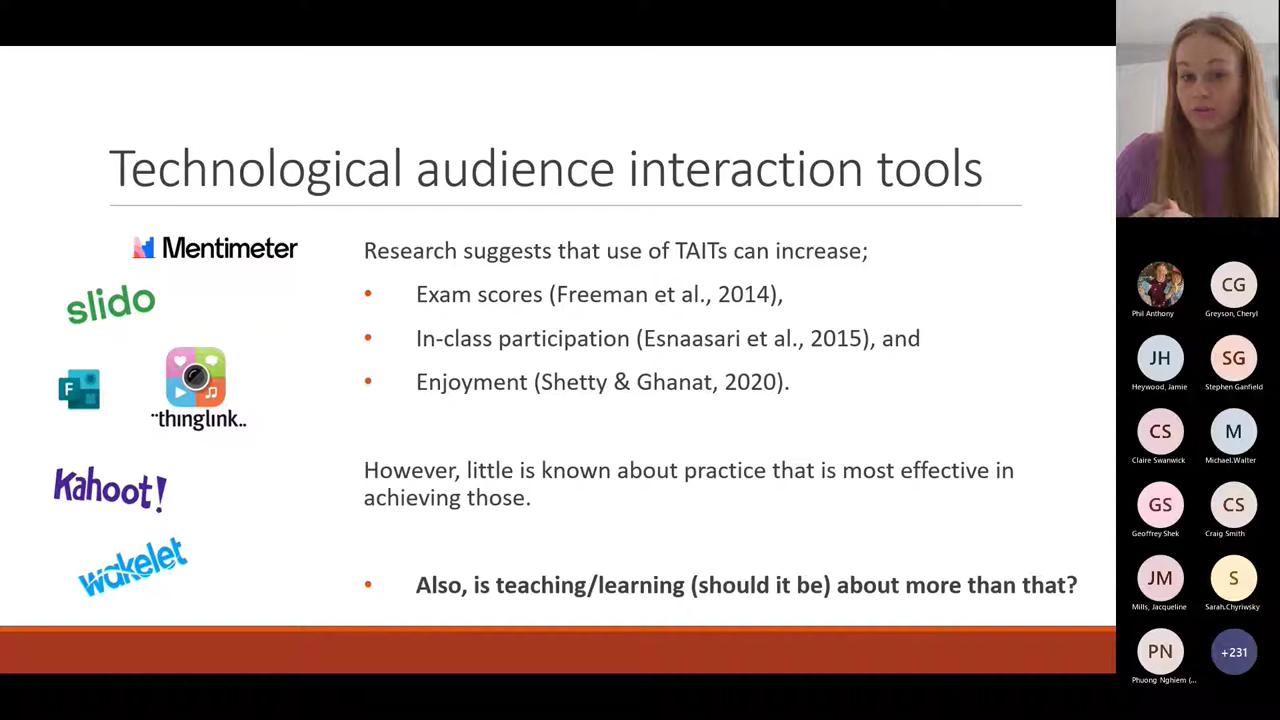 Technological audience interaction tools
Mentimeter
slido
F
thinglink..
Kahoot!
wakelet
Research suggests that use of TAITs can increase;
• Exam scores (Freeman et al., 2014),
• In-class participation (Esnaasari et al., 2015), and
• Enjoyment (Shetty & Ghanat, 2020).
However, little is known about practice that is most effective in
achieving those.
• Also, is teaching/learning (should it be) about more than that?
Phil Anthony
CG
Greyson, Cheryl
JH
Heywood, Jamie
SG
Stephen Ganfield
CS
Claire Swanwick
M
Michael.Walter
GS
Geoffrey Shek
CS
Craig Smith
JM
Mills, Jacqueline
S
Sarah.Chyriwsky
PN
Phuong Nghiem (...
+231